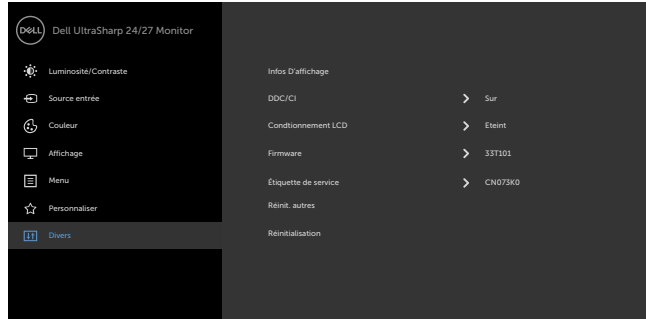 DELL
Dell UltraSharp 24/27 Monitor
Luminosité/Contraste
Source entrée
Couleur
Affichage
Menu
Personnaliser
Divers
Infos D'affichage
DDC/CI > Sur
Condtionnement LCD > Eteint
Firmware > 33T101
Étiquette de service > CN073K0
Réinit. autres
Réinitialisation